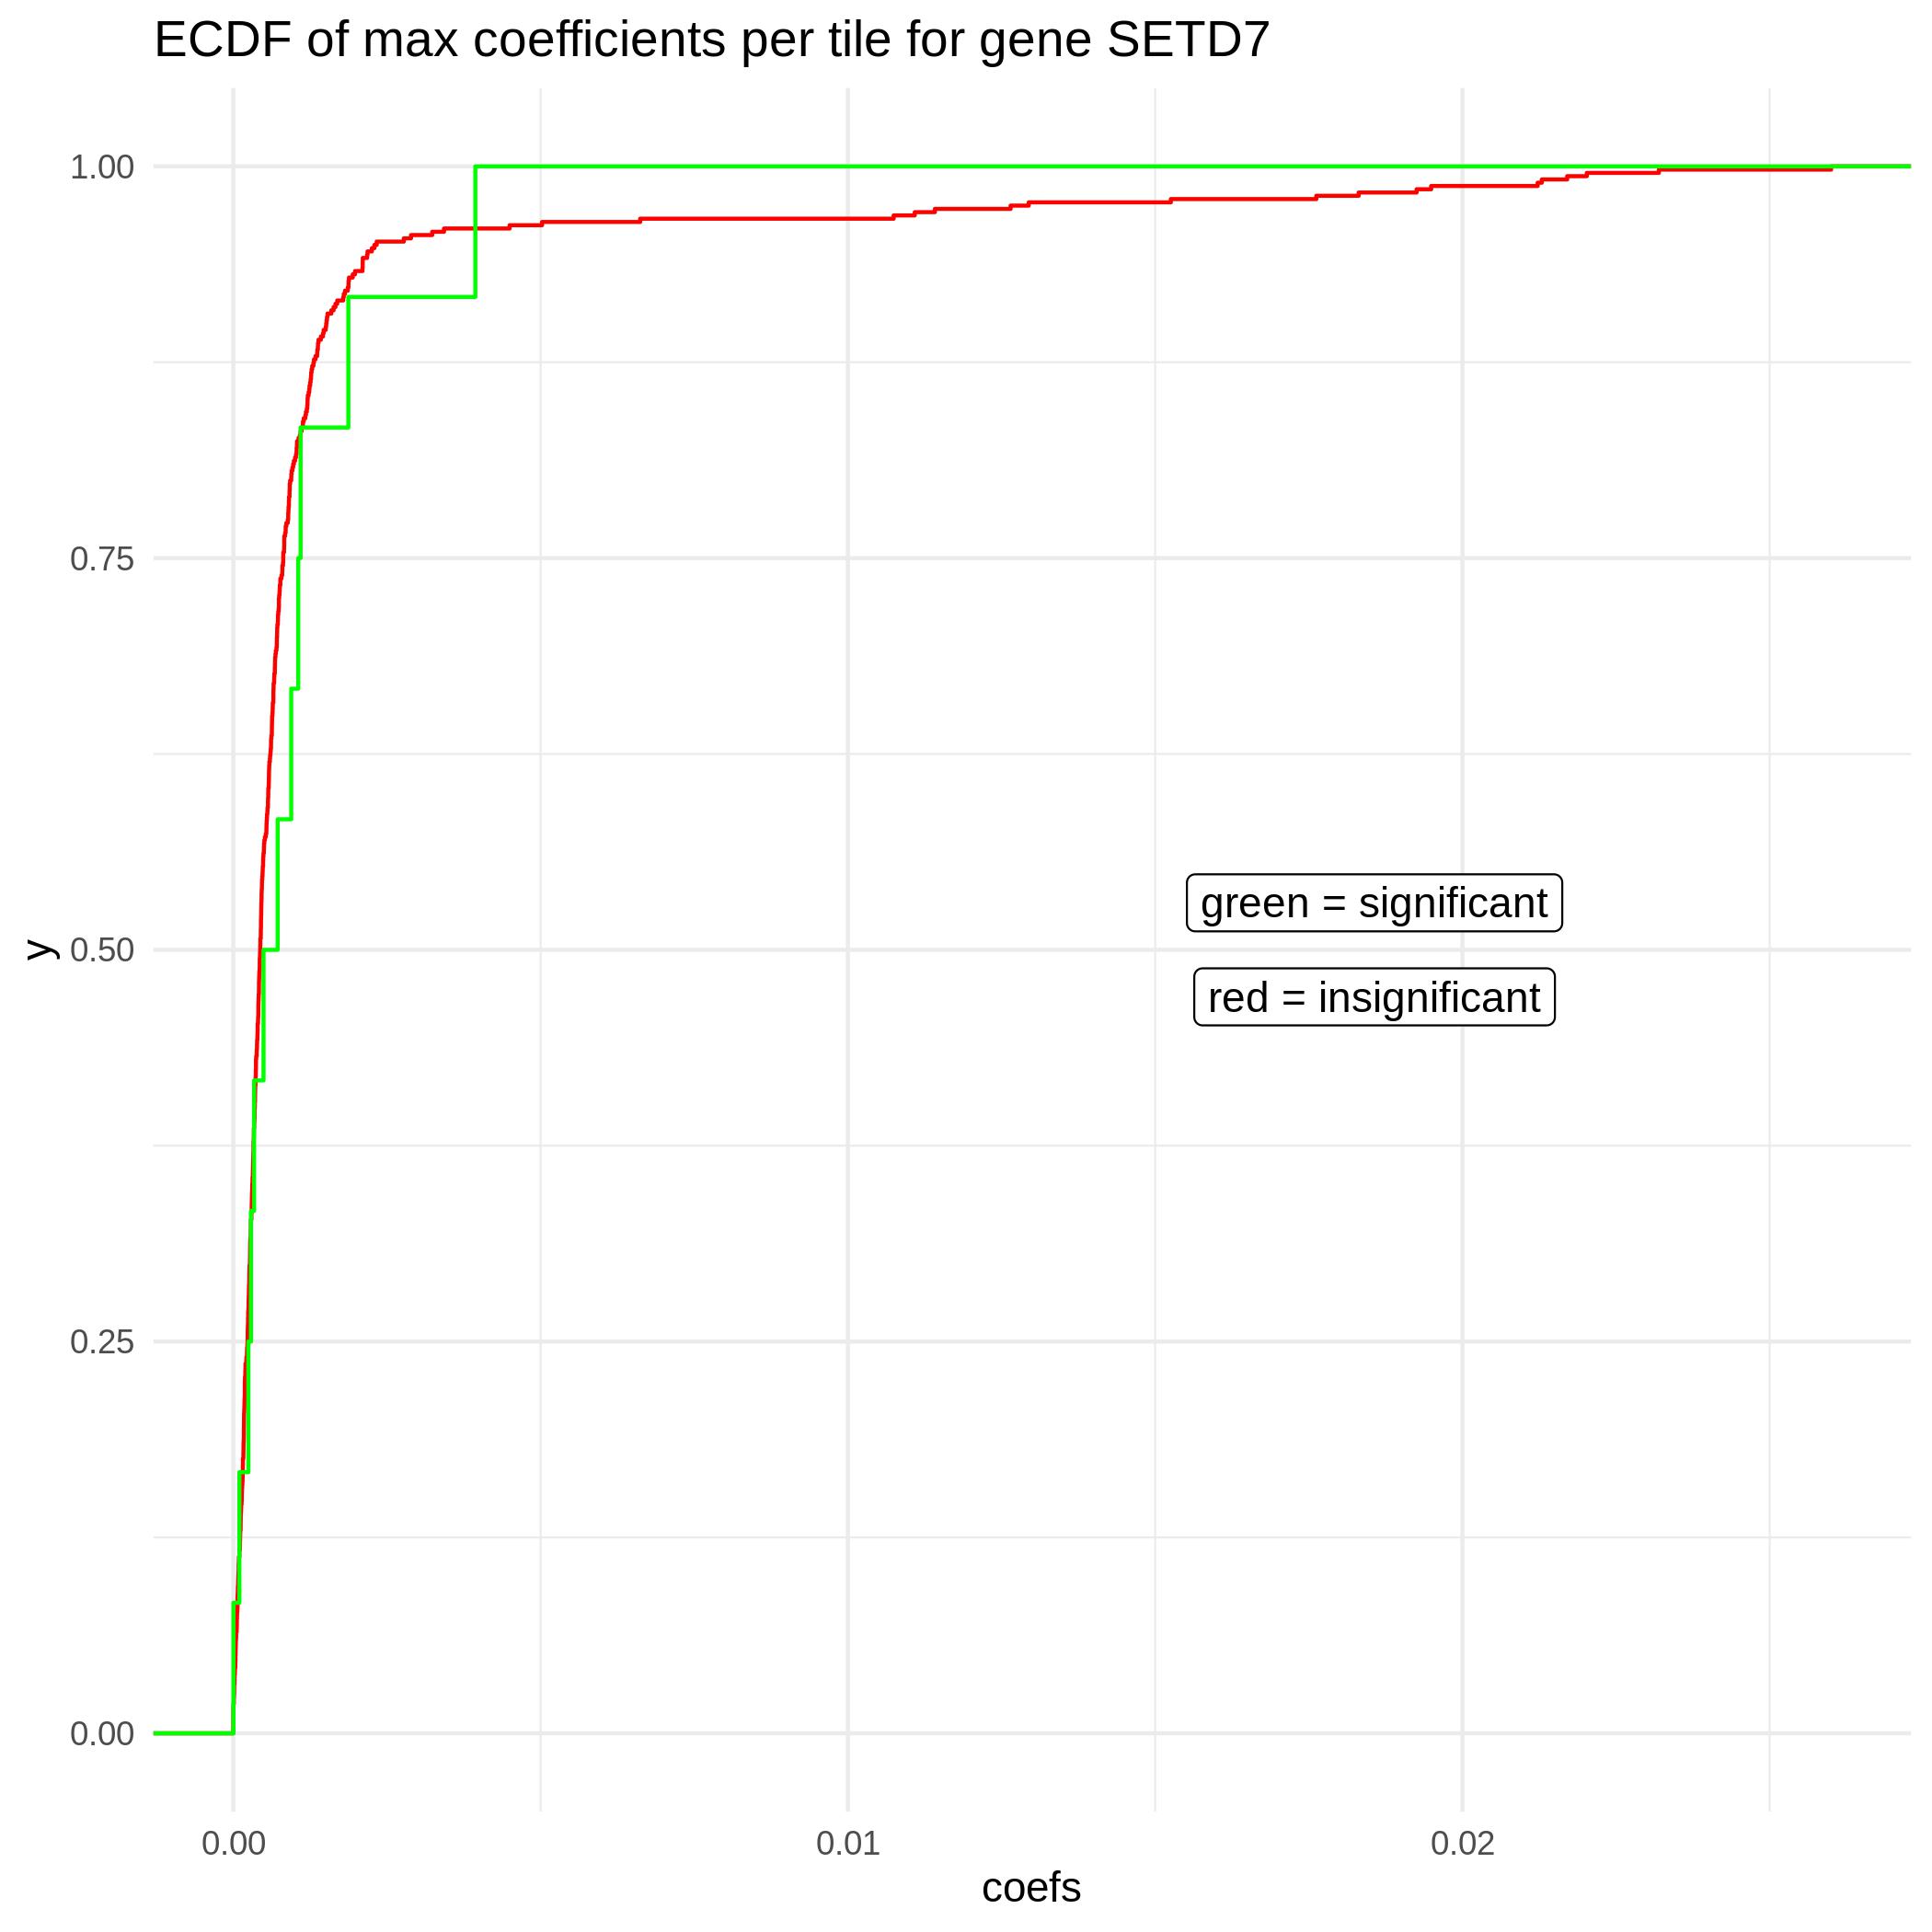 ECDF of max coefficients per tile for gene SETD7
1.00
0.75
0.50
0.25
0.00
y
green = significant
red = insignificant
0.00 0.01 0.02
coefs